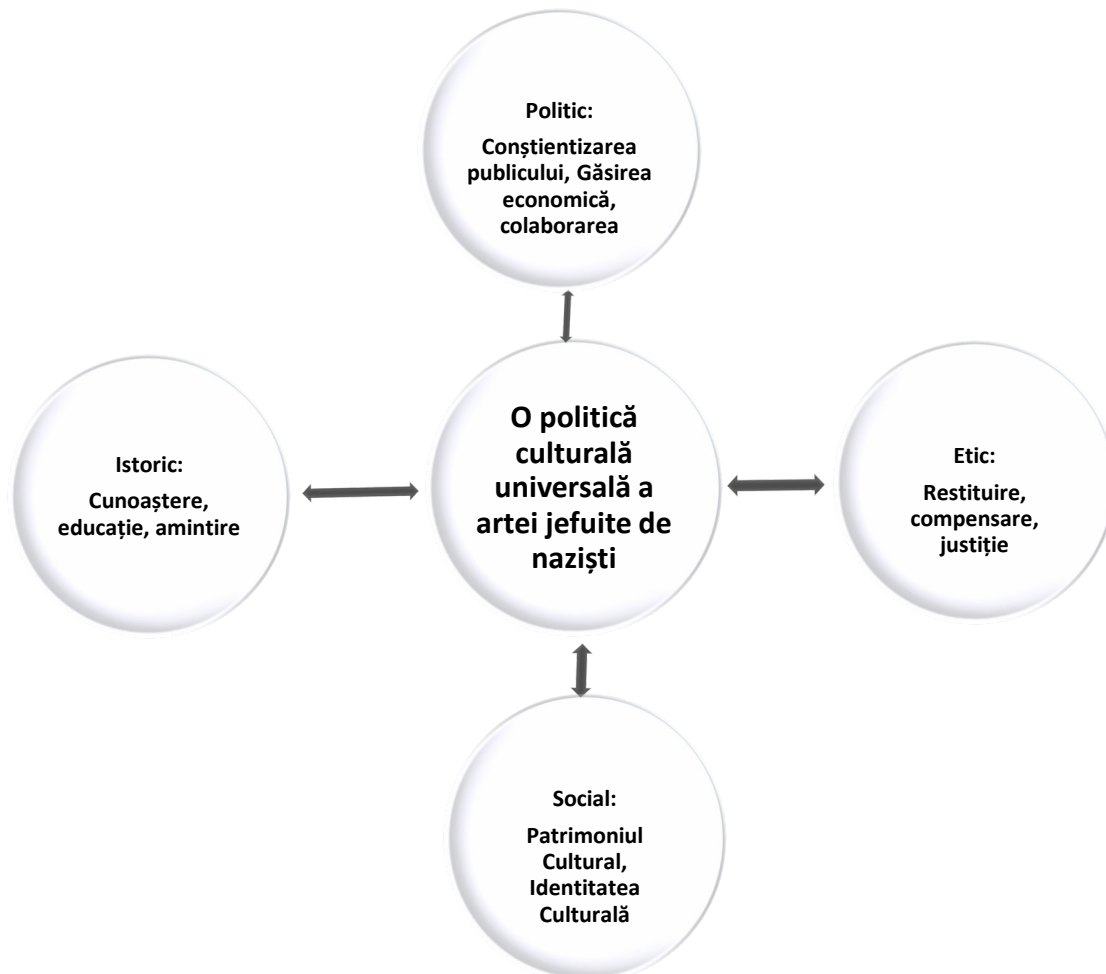 Politic:
Conștientizarea
publicului, Găsirea
economică,
colaborarea
O politică
culturală
universală a
artei jefuite de
naziști
Istoric:
Cunoaștere,
educație, amintire
Etic:
Restituire,
compensare,
justiție
Social:
Patrimoniul
Cultural,
Identitatea
Culturală